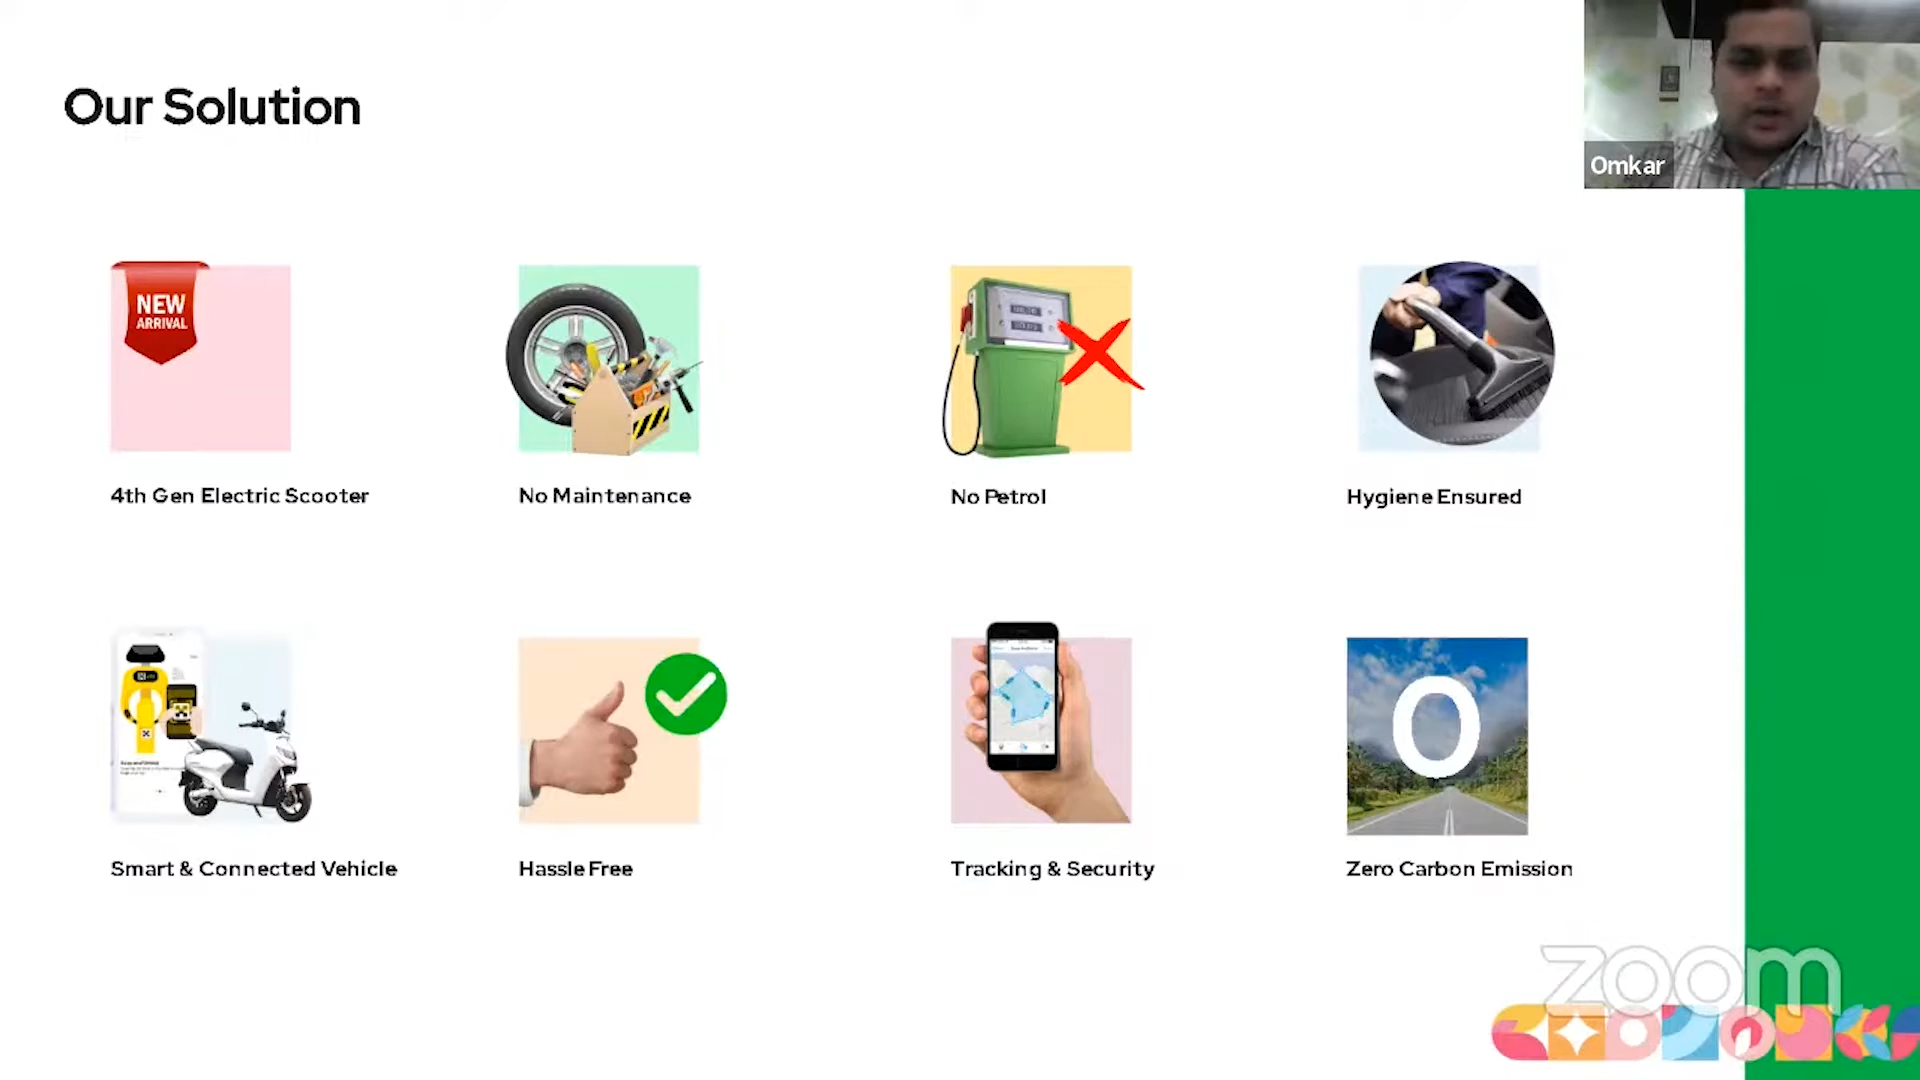 Our Solution
Omkar
NEW
ARRIVAL
4th Gen Electric Scooter
No Maintenance
No Petrol
Hygiene Ensured
0
Smart & Connected Vehicle
Hassle Free
Tracking & Security
Zero Carbon Emission
zoom